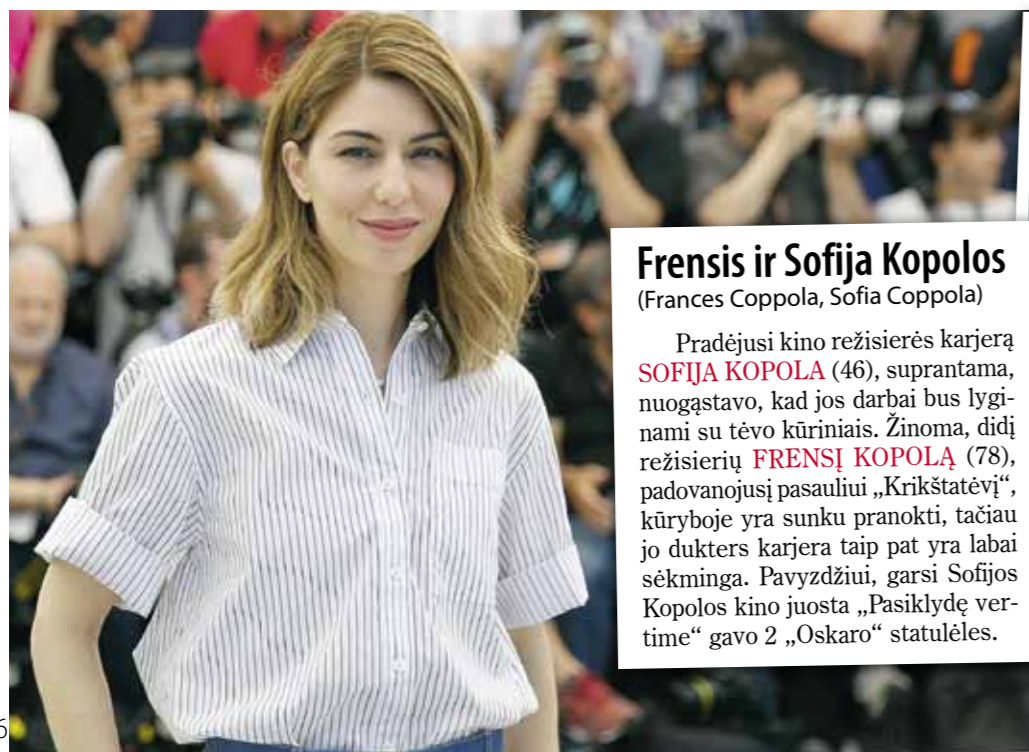 Frensis ir Sofija Kopolos
(Frances Coppola, Sofia Coppola)
Pradėjusi kino režisierės karjerą
SOFIJA KOPOLA (46), suprantama,
nuogąstavo, kad jos darbai bus lygi-
nami su tėvo kūriniais. Žinoma, didį
režisierių FRENSĮ KOPOLĄ (78),
padovanojusį pasauliui „Krikštatėvį“,
kūryboje yra sunku pranokti, tačiau
jo dukters karjera taip pat yra labai
sėkminga. Pavyzdžiui, garsi Sofijos
Kopolos kino juosta „Pasiklydę ver-
time“ gavo 2 „Oskaro“ statulėles.
6